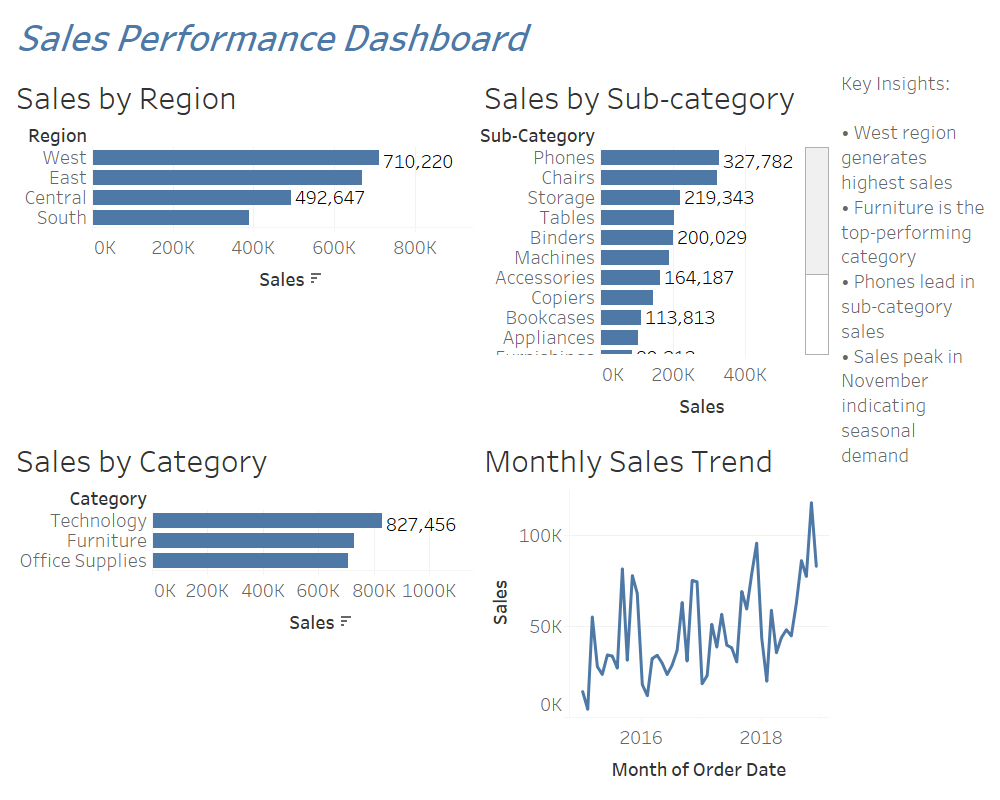 Sales Performance Dashboard
Sales by Region
Region
West 710,220
East
Central 492,647
South
0K 200K 400K 600K 800K
Sales
Sales by Sub-category
Sub-Category
Phones 327,782
Chairs
Storage 219,343
Tables
Binders 200,029
Machines
Accessories 164,187
Copiers
Bookcases 113,813
Appliances
0K 200K 400K
Sales
Key Insights:
• West region
generates
highest sales
• Furniture is the
top-performing
category
• Phones lead in
sub-category
sales
• Sales peak in
November
indicating
seasonal
demand
Sales by Category
Category
Technology 827,456
Furniture
Office Supplies
0K 200K 400K 600K 800K 1000K
Sales
Monthly Sales Trend
Sales
100K
50K
0K
2016 2018
Month of Order Date